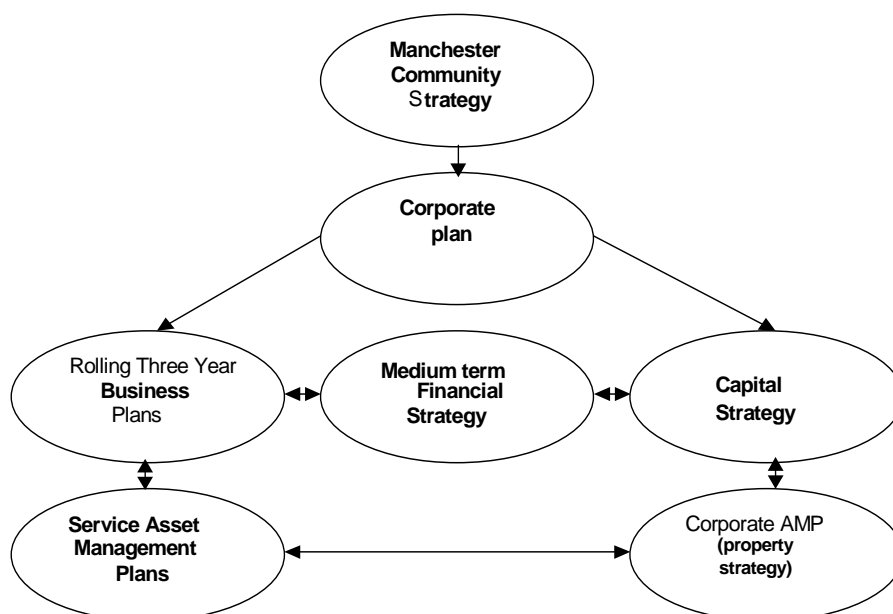 Manchester
Community
Strategy
Corporate
plan
Rolling Three Year
Business
Plans
Medium term
Financial
Strategy
Capital
Strategy
Service Asset
Management
Plans
Corporate AMP
(property
strategy)